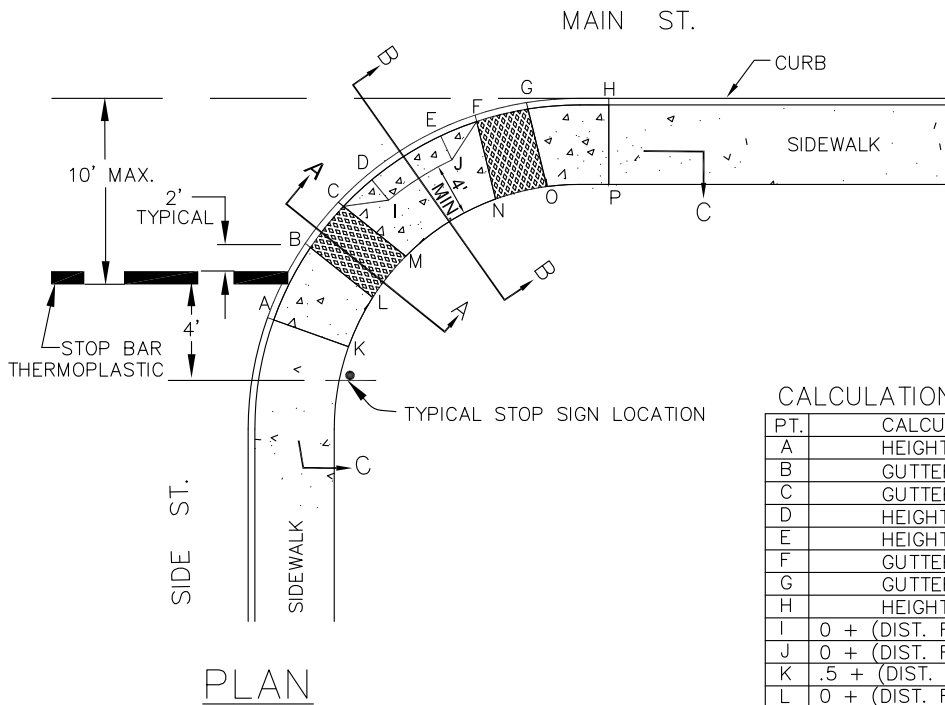 MAIN ST.
B
G
H
CURB
F
E
D
J
SIDEWALK
A
10' MAX.
4'
MIN
C
I
2'
TYPICAL
N
O
P
C
B
M
B
L
A
A
4'
K
STOP BAR
THERMOPLASTIC
TYPICAL STOP SIGN LOCATION
C
SIDE ST.
SIDEWALK
PLAN
CALCULATION
PT. CALCU
A HEIGHT
B GUTTE
C GUTTE
D HEIGHT
E HEIGHT
F GUTTE
G GUTTE
H HEIGHT
I 0 + (DIST. F
J 0 + (DIST. F
K .5 + (DIST.
L 0 + (DIST. F